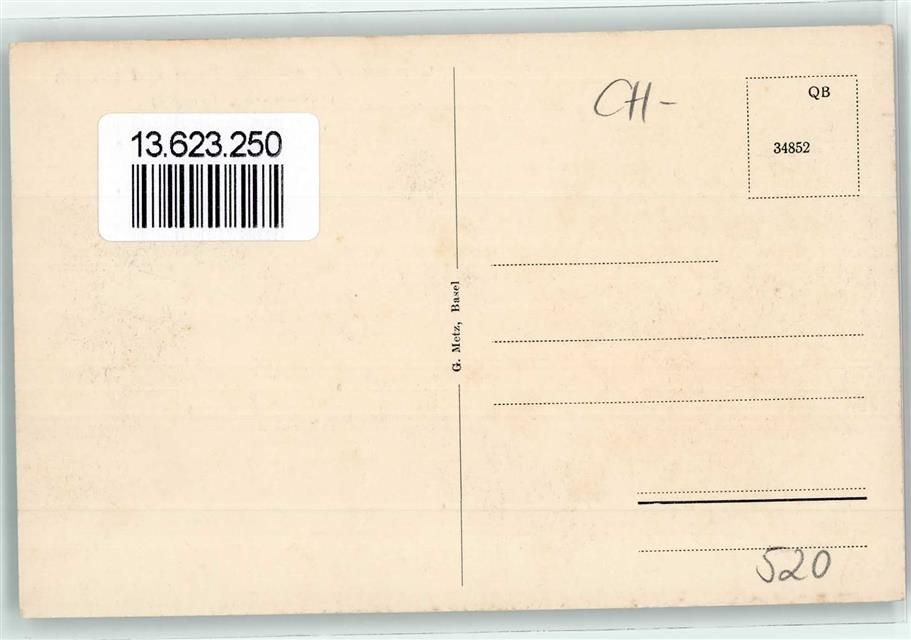 13.623.250
G. Metz, Basel
CH-
QB
34852
520